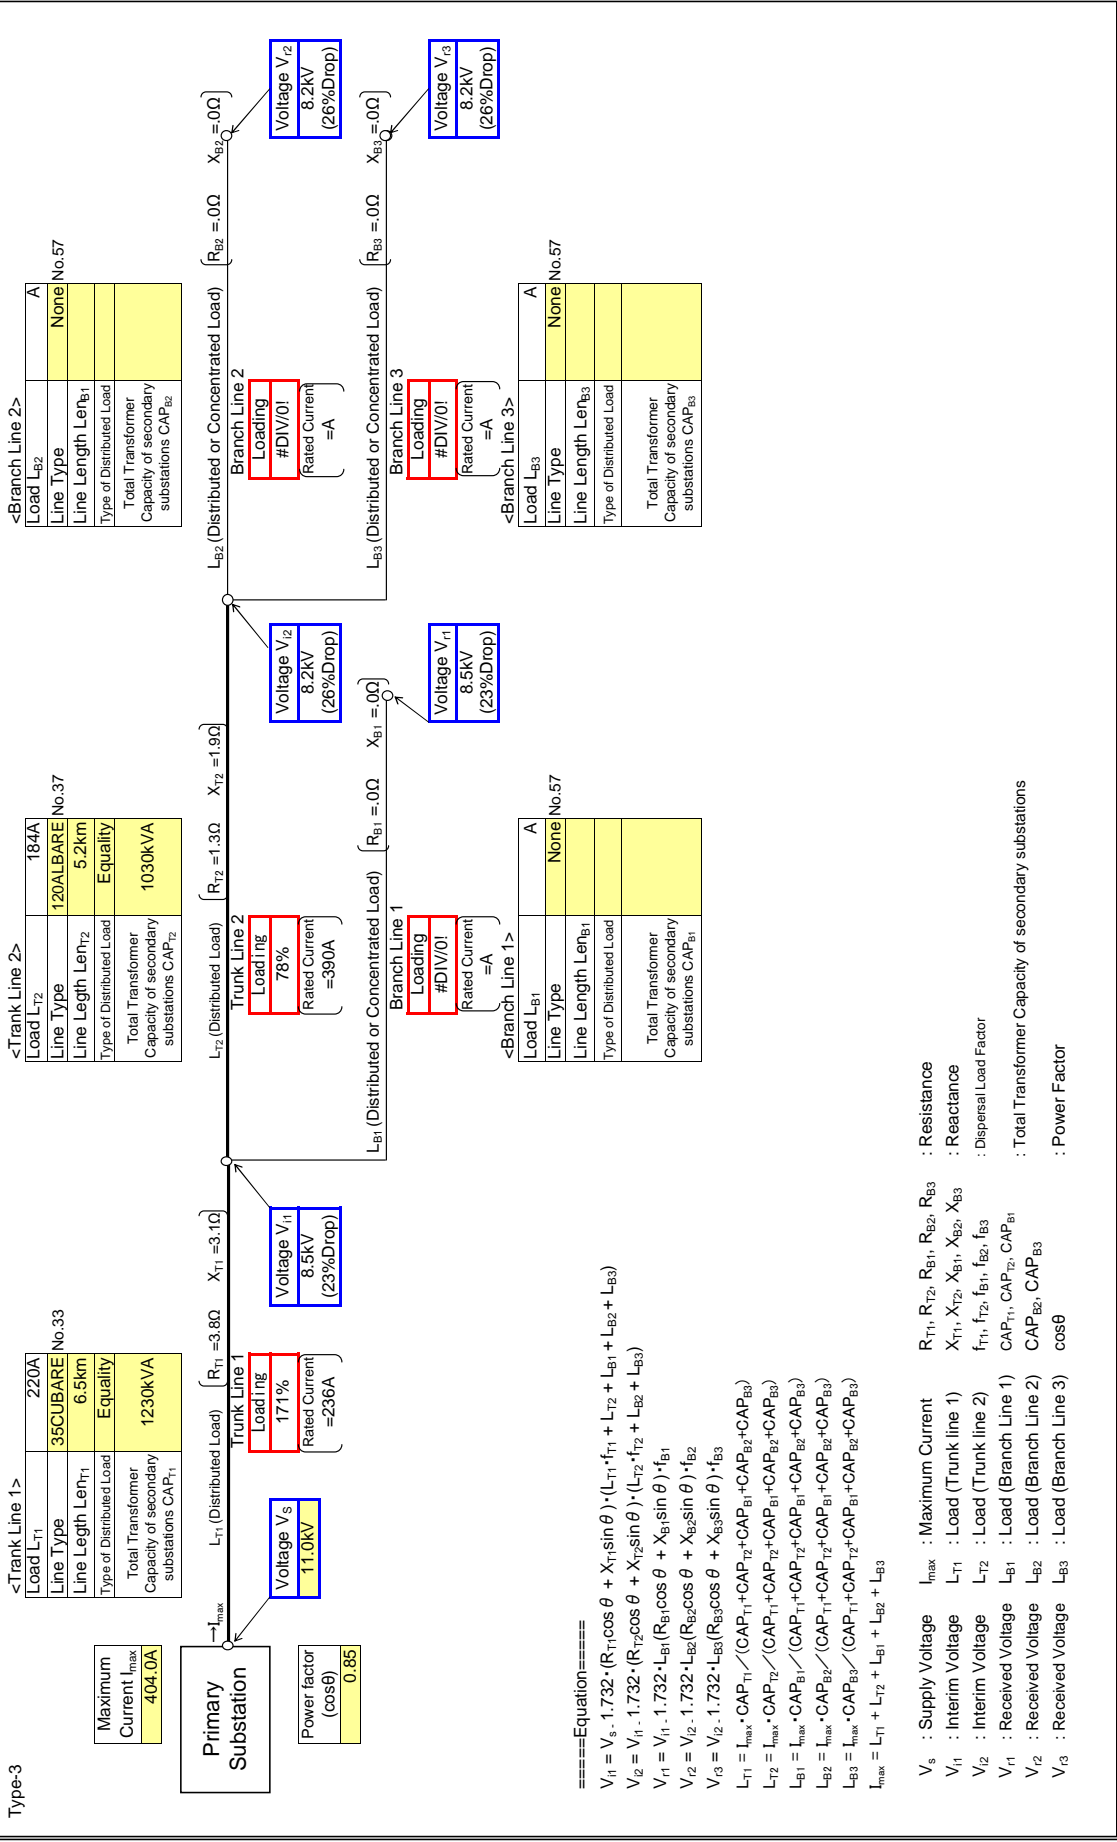 Type-3
Maximum
Current Imax
404.0A
Primary
Substation
→Imax
Power factor
(cosθ)
0.85
Voltage VS
11.0kV
<Trank Line 1>
Load LT1 220A
Line Type 35CUBARE No.33
Line Length LenT1 6.5km
Type of Distributed Load Equality
Total Transformer
Capacity of secondary
substations CAPT1
1230kVA
LT1 (Distributed Load)
RT1 =3.8Ω XT1 =3.1Ω
Trunk Line 1
Loading
171%
Rated Current
=236A
Voltage Vi1
8.5kV
(23%Drop)
<Trank Line 2>
Load LT2 184A
Line Type 120ALBARE No.37
Line Legth LenT2 5.2km
Type of Distributed Load Equality
Total Transformer
Capacity of secondary
substations CAPT2
1030kVA
LT2 (Distributed Load)
RT2 =1.3Ω XT2 =1.9Ω
Trunk Line 2
Loading
78%
Rated Current
=390A
Voltage Vi2
8.2kV
(26%Drop)
LB1 (Distributed or Concentrated Load)
RB1 =.0Ω XB1 =.0Ω
Branch Line 1
Loading
#DIV/0!
Rated Current
=A
Voltage Vr1
8.5kV
(23%Drop)
<Branch Line 1>
Load LB1 A
Line Type None No.57
Line Length LenB1
Type of Distributed Load
Total Transformer
Capacity of secondary
substations CAPB1
<Branch Line 2>
Load LB2 A
Line Type None No.57
Line Length LenB1
Type of Distributed Load
Total Transformer
Capacity of secondary
substations CAPB2
LB2 (Distributed or Concentrated Load)
RB2 =.0Ω XB2 =.0Ω
Branch Line 2
Loading
#DIV/0!
Rated Current
=A
Voltage Vr2
8.2kV
(26%Drop)
LB3 (Distributed or Concentrated Load)
RB3 =.0Ω XB3 =.0Ω
Branch Line 3
Loading
#DIV/0!
Rated Current
=A
Voltage Vr3
8.2kV
(26%Drop)
<Branch Line 3>
Load LB3 A
Line Type None No.57
Line Length LenB3
Type of Distributed Load
Total Transformer
Capacity of secondary
substations CAPB3
=====Equation=====
Vi1 = VS - 1.732・(RT1cosθ + XT1sinθ)・(LT1・fT1 + LT2 + LB1 + LB2 + LB3)
Vi2 = Vi1 - 1.732・(RT2cosθ + XT2sinθ)・(LT2・fT2 + LB2 + LB3)
Vr1 = Vi1 - 1.732・LB1(RB1cosθ + XB1sinθ)・fB1
Vr2 = Vi2 - 1.732・LB2(RB2cosθ + XB2sinθ)・fB2
Vr3 = Vi2 - 1.732・LB3(RB3cosθ + XB3sinθ)・fB3
LT1 = Imax・CAPT1／(CAPT1+CAPT2+CAPB1+CAPB2+CAPB3)
LT2 = Imax・CAPT2／(CAPT1+CAPT2+CAPB1+CAPB2+CAPB3)
LB1 = Imax・CAPB1／(CAPT1+CAPT2+CAPB1+CAPB2+CAPB3)
LB2 = Imax・CAPB2／(CAPT1+CAPT2+CAPB1+CAPB2+CAPB3)
LB3 = Imax・CAPB3／(CAPT1+CAPT2+CAPB1+CAPB2+CAPB3)
Imax = LT1 + LT2 + LB1 + LB2 + LB3
Vs : Supply Voltage Imax : Maximum Current RT1, RT2, RB1, RB2, RB3 : Resistance
Vi1 : Interim Voltage LT1 : Load (Trunk line 1) XT1, XT2, XB1, XB2, XB3 : Reactance
Vi2 : Interim Voltage LT2 : Load (Trunk line 2) fT1, fT2, fB1, fB2, fB3 : Dispersal Load Factor
Vr1 : Received Voltage LB1 : Load (Branch Line 1) CAPT1, CAPT2, CAPB1 : Total Transformer Capacity of secondary substations
Vr2 : Received Voltage LB2 : Load (Branch Line 2) CAPB2, CAPB3
Vr3 : Received Voltage LB3 : Load (Branch Line 3) cosθ : Power Factor